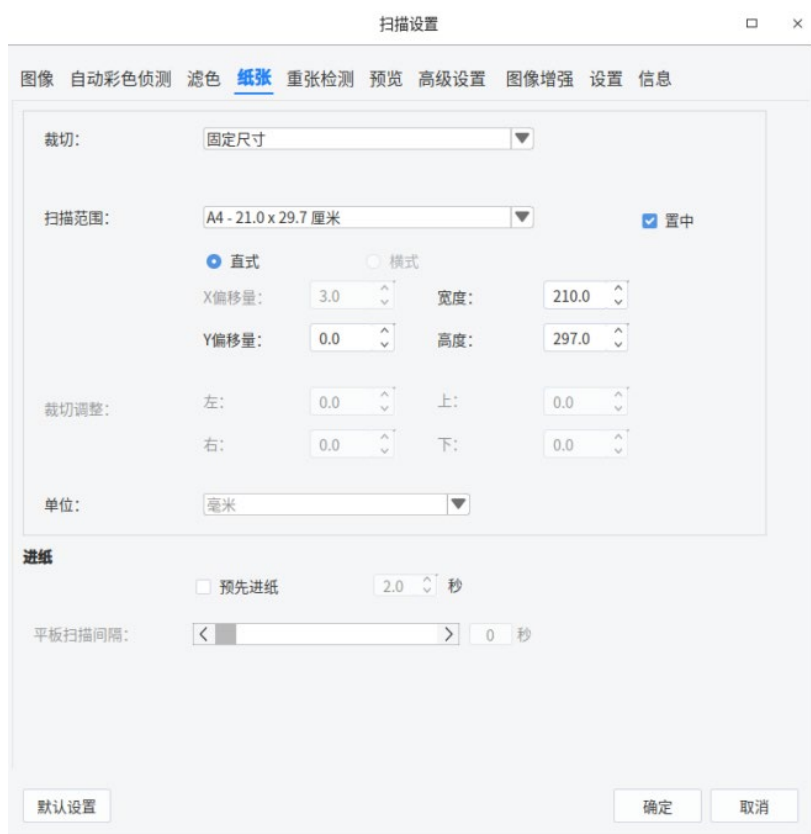 扫描设置
图像 自动彩色侦测 滤色 纸张 重张检测 预览 高级设置 图像增强 设置 信息
裁切： 固定尺寸
扫描范围： A4 - 21.0 x 29.7 厘米 置中
直式 横式
X偏移量： 3.0 宽度： 210.0
Y偏移量： 0.0 高度： 297.0
裁切调整： 左： 0.0 上： 0.0
右： 0.0 下： 0.0
单位： 毫米
进纸
预先进纸 2.0 秒
平板扫描间隔： 0 秒
默认设置 确定 取消